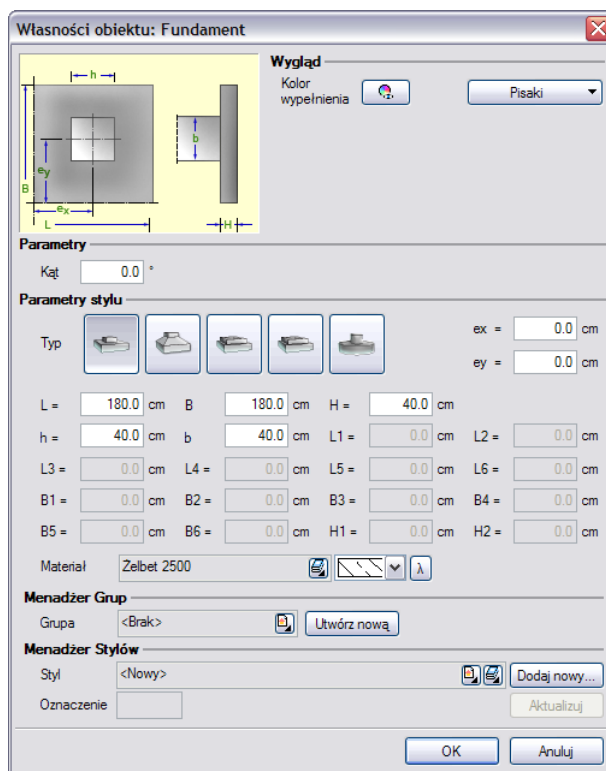 Własności obiektu: Fundament
h
B
ey
ex
L
b
H
Wygląd
Kolor wypełnienia
Pisaki
Parametry
Kąt 0.0 °
Parametry stylu
Typ
ex = 0.0 cm
ey = 0.0 cm
L = 180.0 cm B 180.0 cm H = 40.0 cm
h = 40.0 cm b 40.0 cm L1 = 0.0 cm L2 = 0.0 cm
L3 = 0.0 cm L4 = 0.0 cm L5 = 0.0 cm L6 = 0.0 cm
B1 = 0.0 cm B2 = 0.0 cm B3 = 0.0 cm B4 = 0.0 cm
B5 = 0.0 cm B6 = 0.0 cm H1 = 0.0 cm H2 = 0.0 cm
Materiał Żelbet 2500 λ
Menadżer Grup
Grupa <Brak> Utwórz nową
Menadżer Stylów
Styl <Nowy> Dodaj nowy...
Oznaczenie Aktualizuj
OK Anuluj